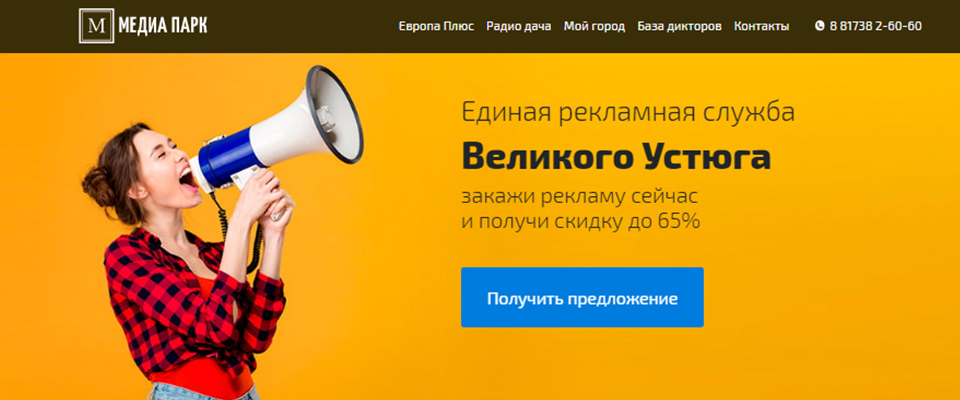 М МЕДИА ПАРК
Европа Плюс Радио дача Мой город База дикторов Контакты 8 81738 2-60-60
Единая рекламная служба
Великого Устюга
закажи рекламу сейчас
и получи скидку до 65%
Получить предложение